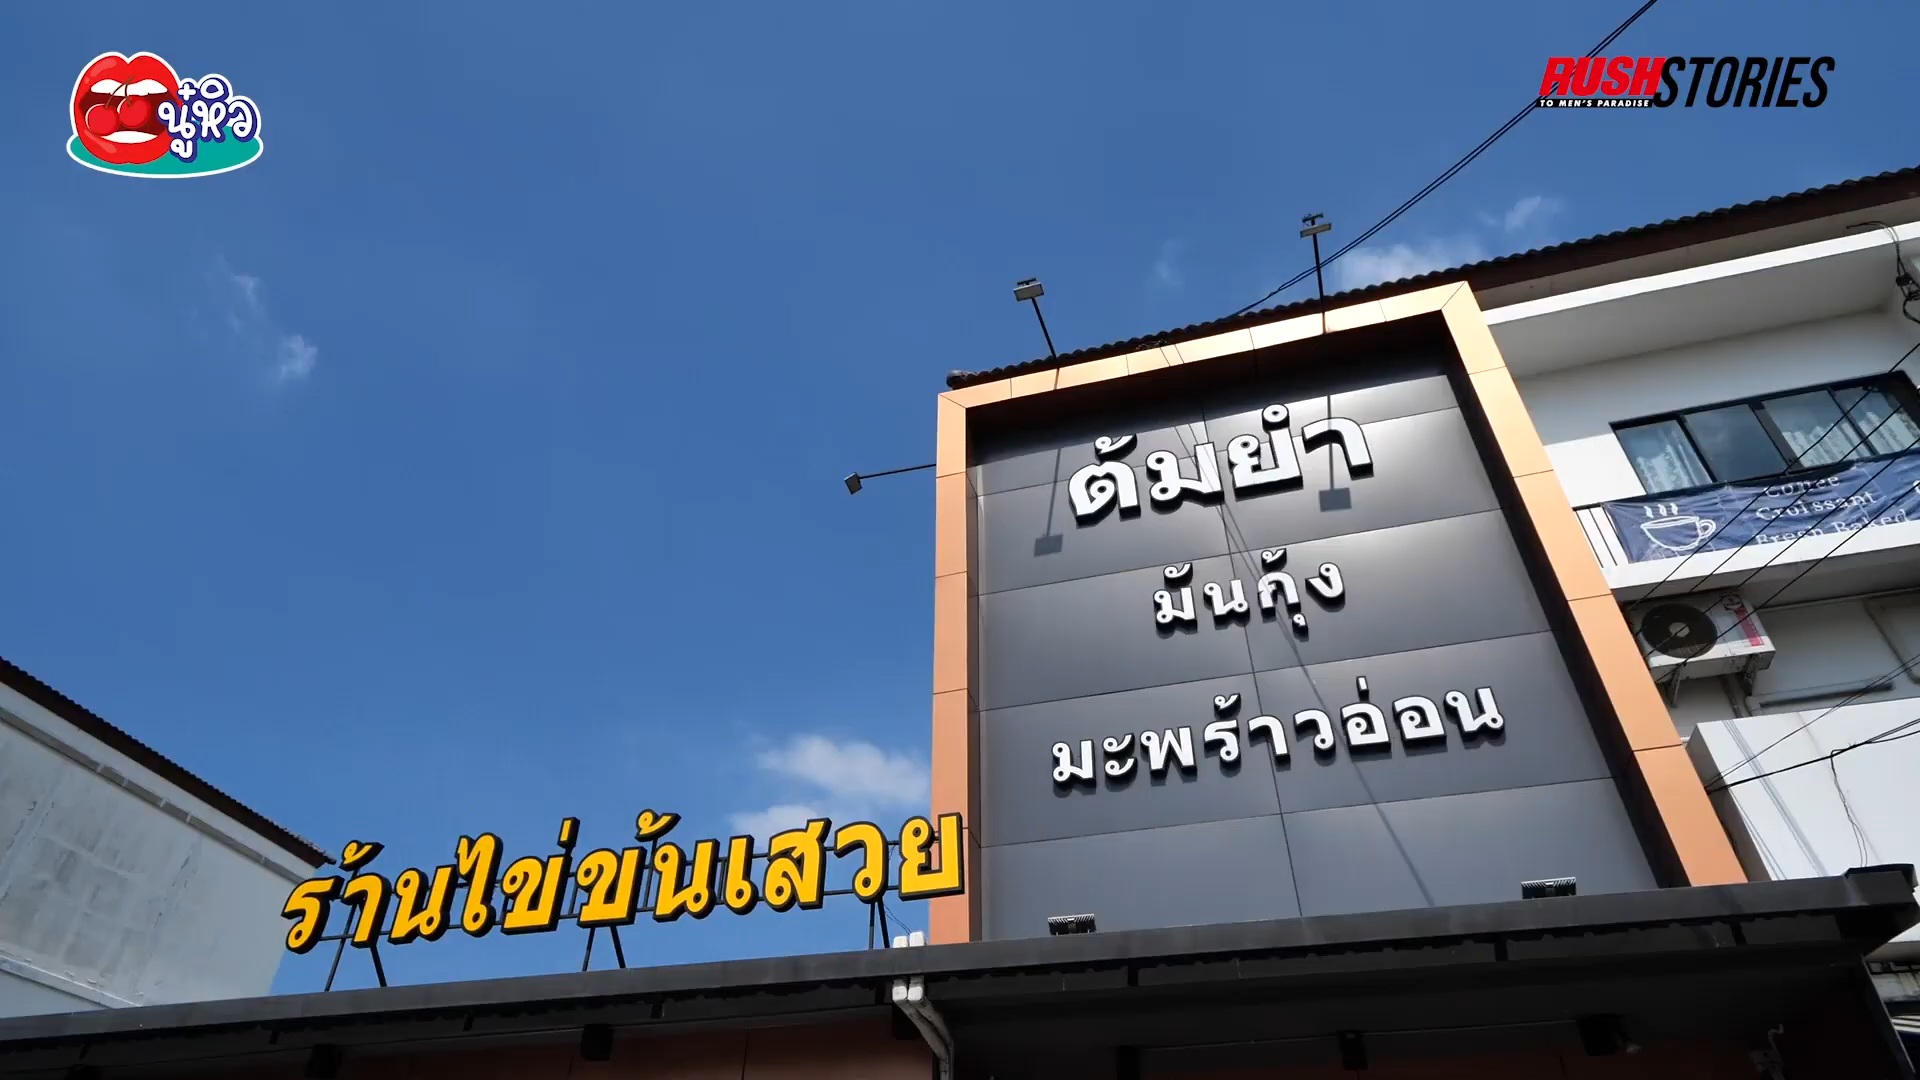 นู๋หิว
RUSH STORIES
TO MEN'S PARADISE
ต้มยำ
มันกุ้ง
มะพร้าวอ่อน
ร้านไข่ข้นเสวย
Coffee
Croissant
Fresh Baked